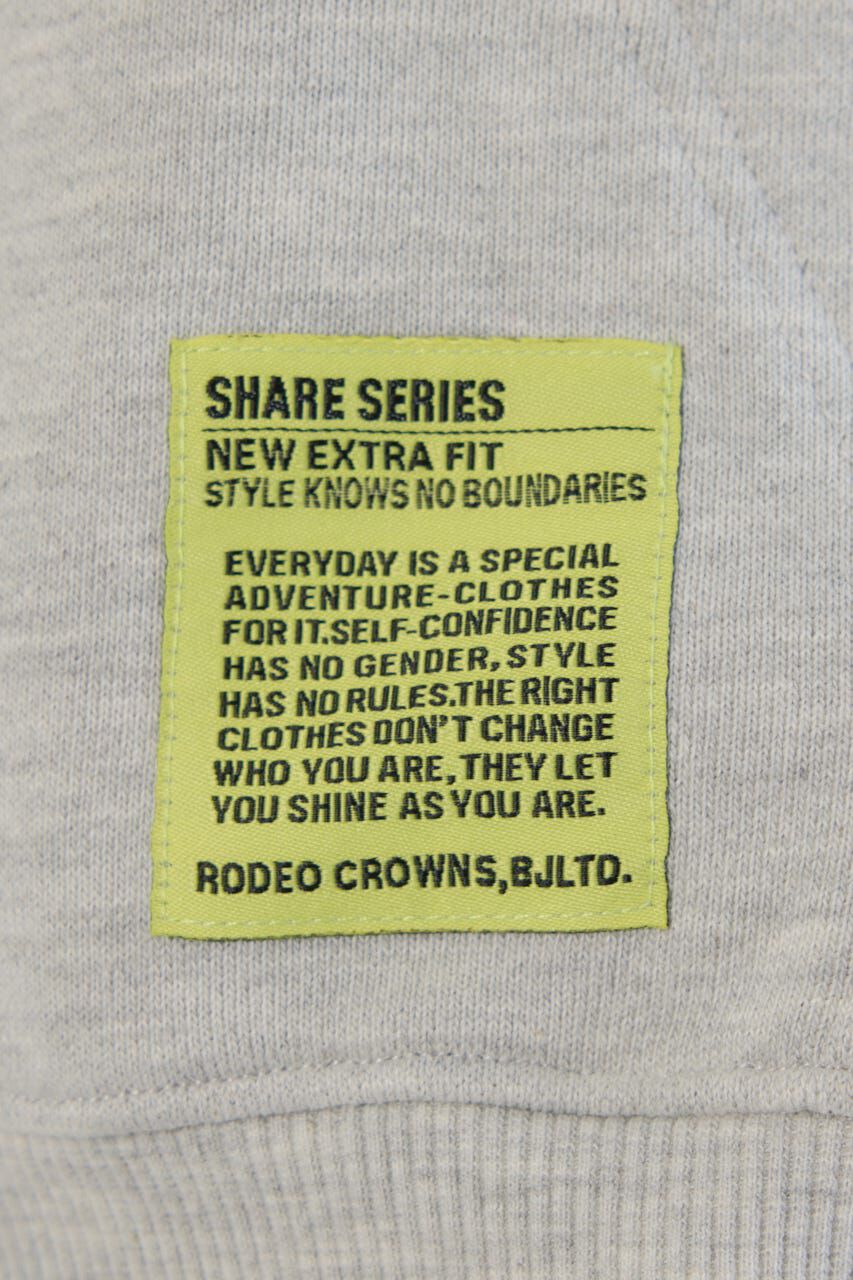 SHARE SERIES
NEW EXTRA FIT
STYLE KNOWS NO BOUNDARIES
EVERYDAY IS A SPECIAL
ADVENTURE-CLOTHES
FOR IT.SELF-CONFIDENCE
HAS NO GENDER,STYLE
HAS NO RULES.THE RIGHT
CLOTHES DON'T CHANGE
WHO YOU ARE,THEY LET
YOU SHINE AS YOU ARE.
RODEO CROWNS,BJLTD.